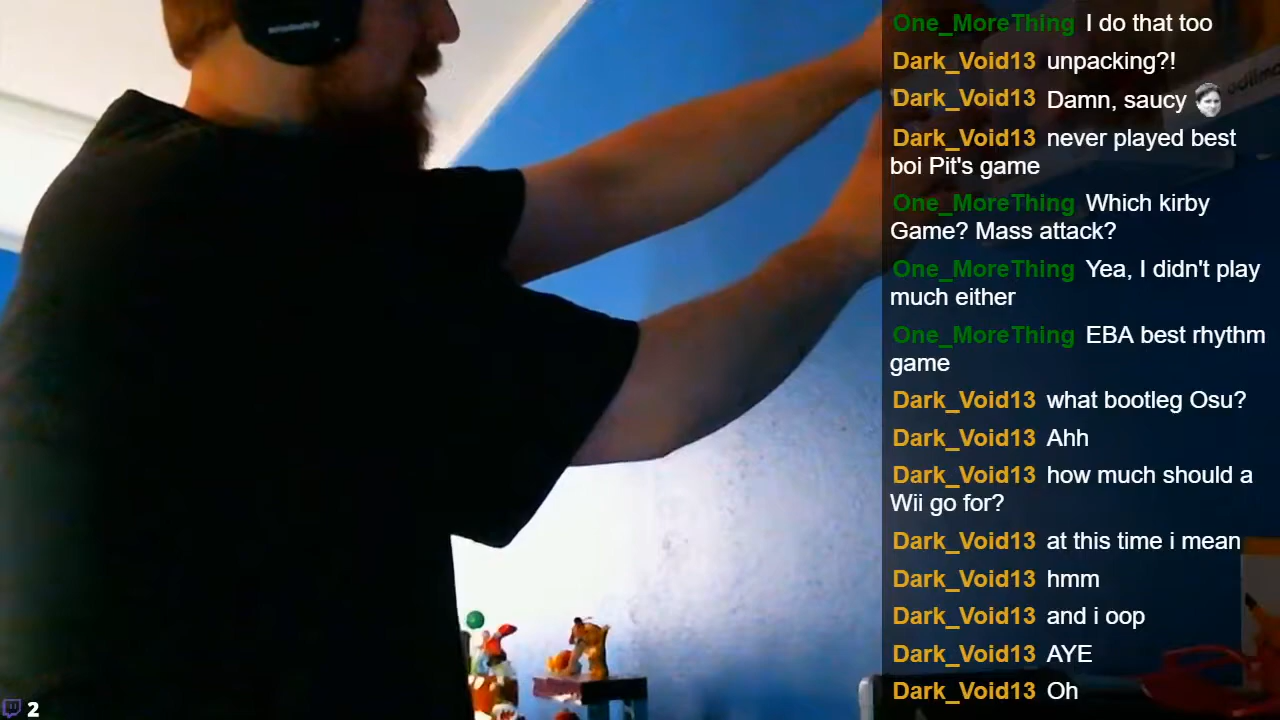 One_MoreThing I do that too
Dark_Void13 unpacking?!
Dark_Void13 Damn, saucy
Dark_Void13 never played best
boi Pit's game
One_MoreThing Which kirby
Game? Mass attack?
One_MoreThing Yea, I didn't play
much either
One_MoreThing EBA best rhythm
game
Dark_Void13 what bootleg Osu?
Dark_Void13 Ahh
Dark_Void13 how much should a
Wii go for?
Dark_Void13 at this time i mean
Dark_Void13 hmm
Dark_Void13 and i oop
Dark_Void13 AYE
Dark_Void13 Oh
2